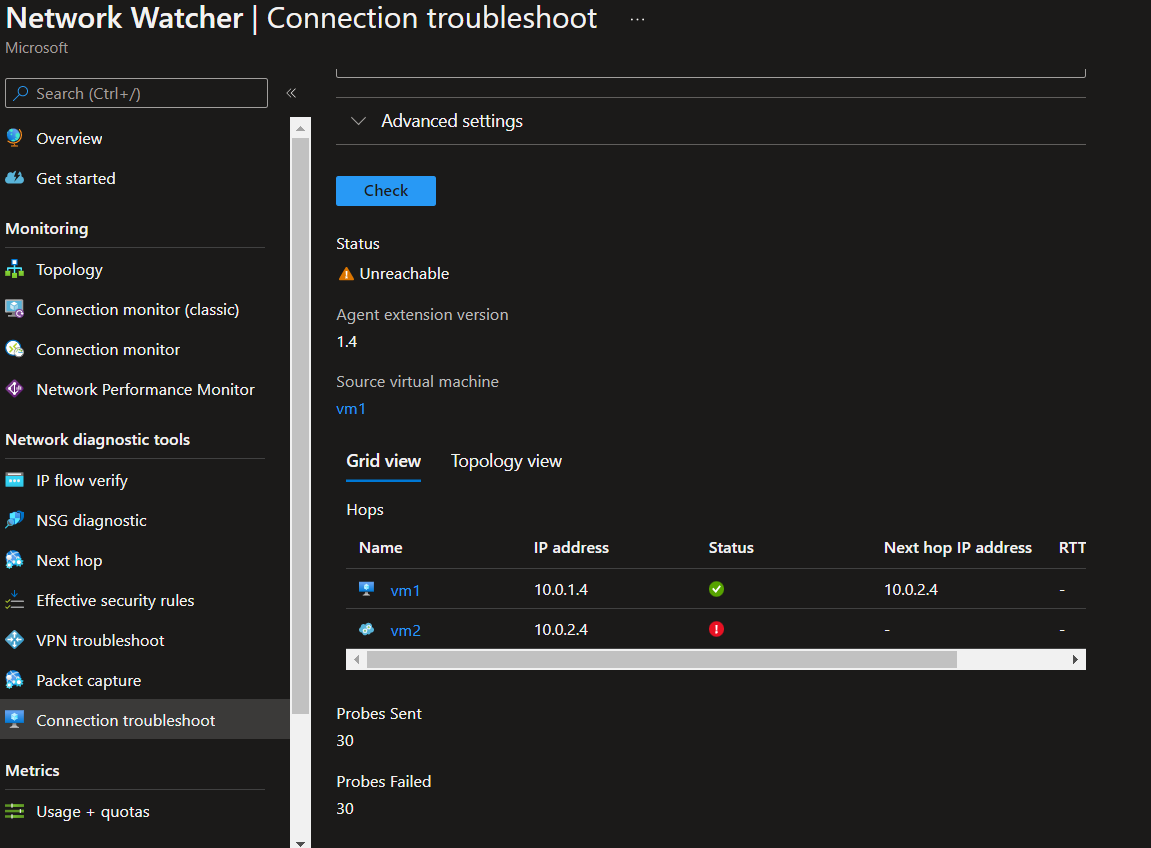 Network Watcher | Connection troubleshoot ...
Microsoft
Search (Ctrl+/)
«
Overview
Get started
Monitoring
Topology
Connection monitor (classic)
Connection monitor
Network Performance Monitor
Network diagnostic tools
IP flow verify
NSG diagnostic
Next hop
Effective security rules
VPN troubleshoot
Packet capture
Connection troubleshoot
Metrics
Usage + quotas
Advanced settings
Check
Status
Unreachable
Agent extension version
1.4
Source virtual machine
vm1
Grid view Topology view
Hops
Name IP address Status Next hop IP address RTT
vm1 10.0.1.4 10.0.2.4 -
vm2 10.0.2.4 - -
Probes Sent
30
Probes Failed
30